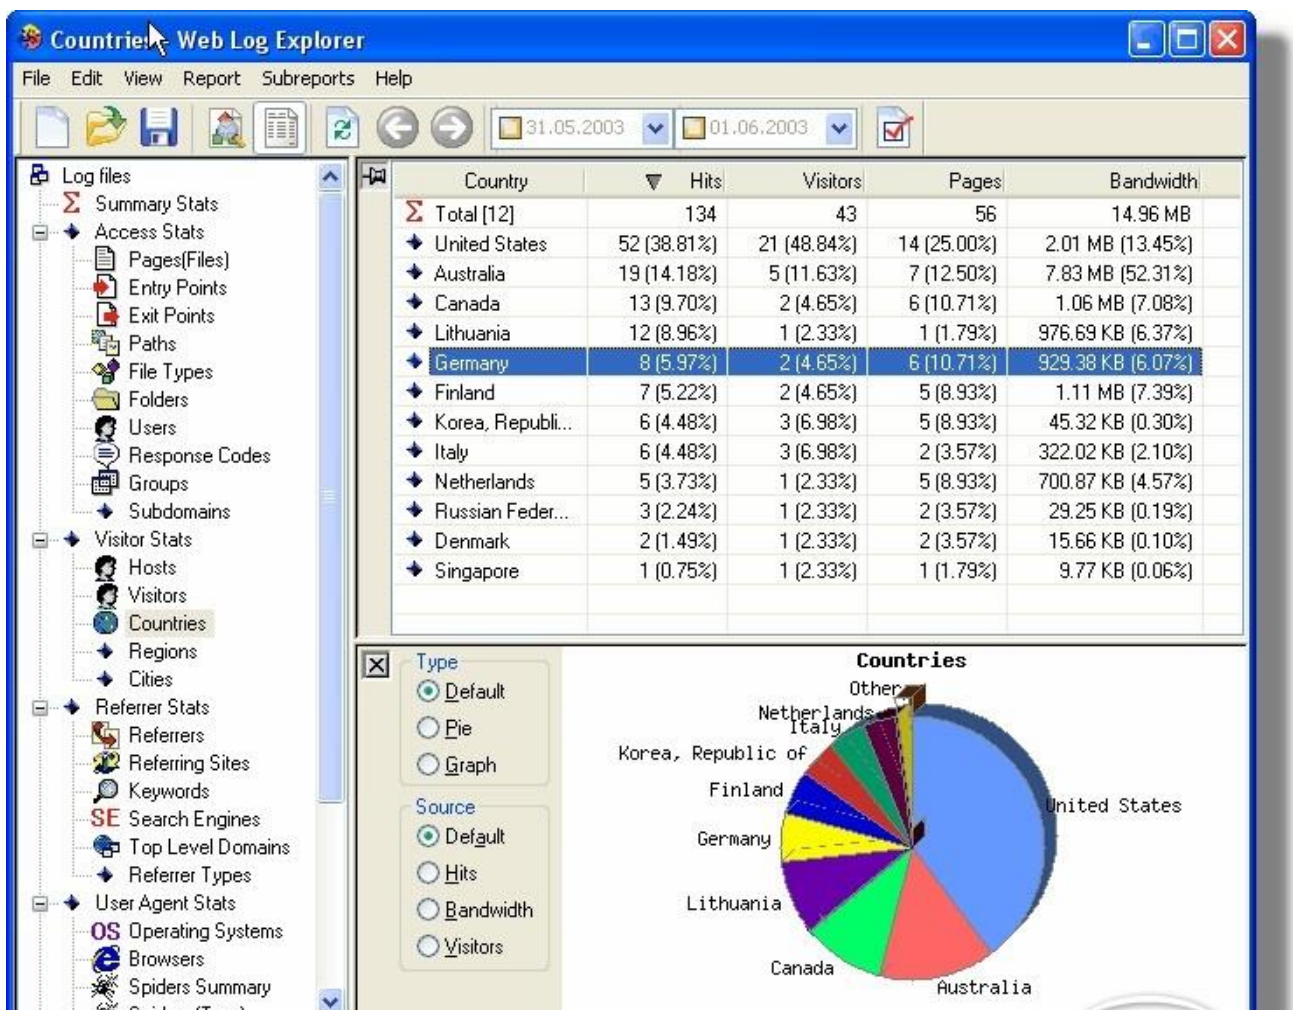 Countries - Web Log Explorer
File Edit View Report Subreports Help
31.05.2003 01.06.2003
Log files
Summary Stats
Access Stats
Pages(Files)
Entry Points
Exit Points
Paths
File Types
Folders
Users
Response Codes
Groups
Subdomains
Visitor Stats
Hosts
Visitors
Countries
Regions
Cities
Referrer Stats
Referrers
Referring Sites
Keywords
SE Search Engines
Top Level Domains
Referrer Types
User Agent Stats
OS Operating Systems
Browsers
Spiders Summary
Country Hits Visitors Pages Bandwidth
Σ Total [12] 134 43 56 14.96 MB
United States 52 (38.81%) 21 (48.84%) 14 (25.00%) 2.01 MB (13.45%)
Australia 19 (14.18%) 5 (11.63%) 7 (12.50%) 7.83 MB (52.31%)
Canada 13 (9.70%) 2 (4.65%) 6 (10.71%) 1.06 MB (7.08%)
Lithuania 12 (8.96%) 1 (2.33%) 1 (1.79%) 976.69 KB (6.37%)
Germany 8 (5.97%) 2 (4.65%) 6 (10.71%) 929.38 KB (6.07%)
Finland 7 (5.22%) 2 (4.65%) 5 (8.93%) 1.11 MB (7.39%)
Korea, Republi... 6 (4.48%) 3 (6.98%) 5 (8.93%) 45.32 KB (0.30%)
Italy 6 (4.48%) 3 (6.98%) 2 (3.57%) 322.02 KB (2.10%)
Netherlands 5 (3.73%) 1 (2.33%) 5 (8.93%) 700.87 KB (4.57%)
Russian Feder... 3 (2.24%) 1 (2.33%) 2 (3.57%) 29.25 KB (0.19%)
Denmark 2 (1.49%) 1 (2.33%) 2 (3.57%) 15.66 KB (0.10%)
Singapore 1 (0.75%) 1 (2.33%) 1 (1.79%) 9.77 KB (0.06%)
Type
Default
Pie
Graph
Source
Default
Hits
Bandwidth
Visitors
Countries
Other
Netherlands
Italy
Korea, Republic of
Finland
United States
Germany
Lithuania
Canada
Australia